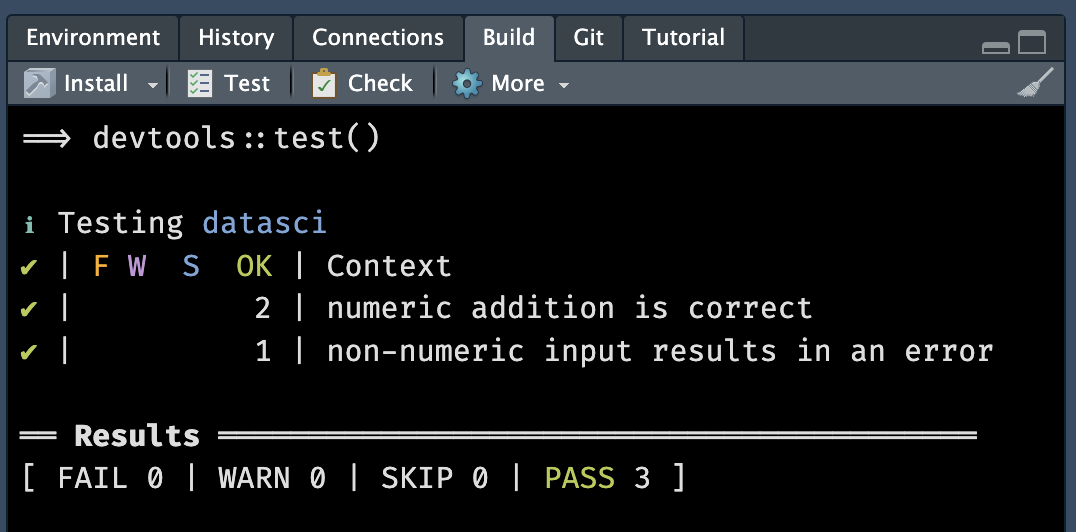 Environment History Connections Build Git Tutorial
Install Test Check More
==> devtools::test()
ℹ Testing datasci
✔ | F W S OK | Context
✔ | 2 | numeric addition is correct
✔ | 1 | non-numeric input results in an error
══ Results ══════════════════════════════════════════
[ FAIL 0 | WARN 0 | SKIP 0 | PASS 3 ]